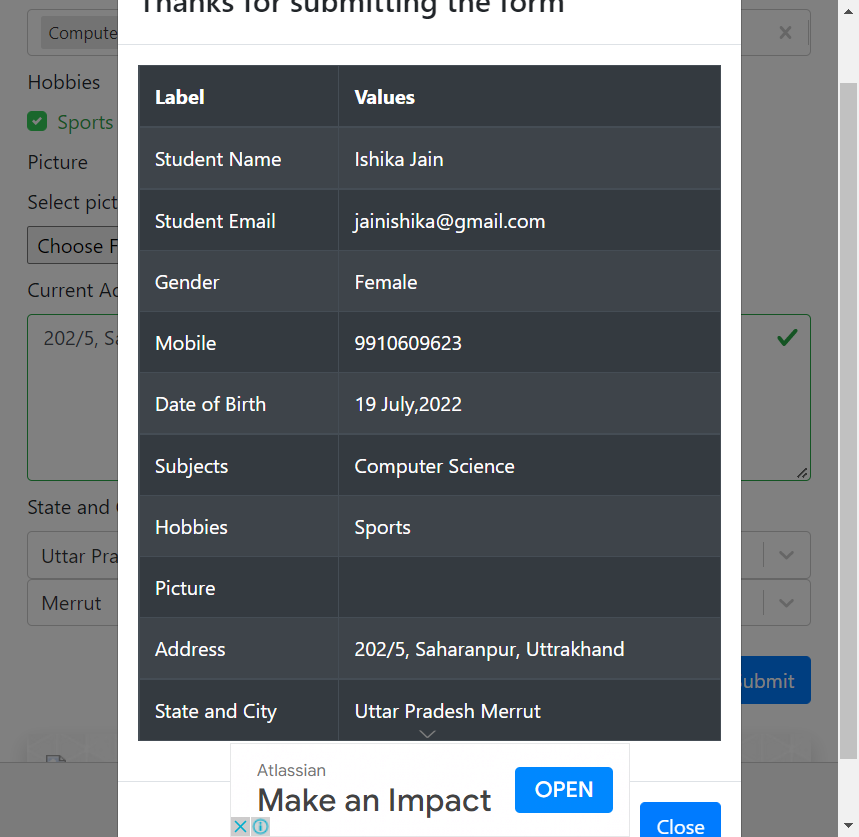 Thanks for submitting the form
Compute
Hobbies
Sports
Picture
Select pict
Choose F
Current Ad
202/5, Sa
State and
Uttar Pra
Merrut
ubmit
Label Values
Student Name Ishika Jain
Student Email jainishika@gmail.com
Gender Female
Mobile 9910609623
Date of Birth 19 July,2022
Subjects Computer Science
Hobbies Sports
Picture
Address 202/5, Saharanpur, Uttrakhand
State and City Uttar Pradesh Merrut
Atlassian
Make an Impact
OPEN
Close